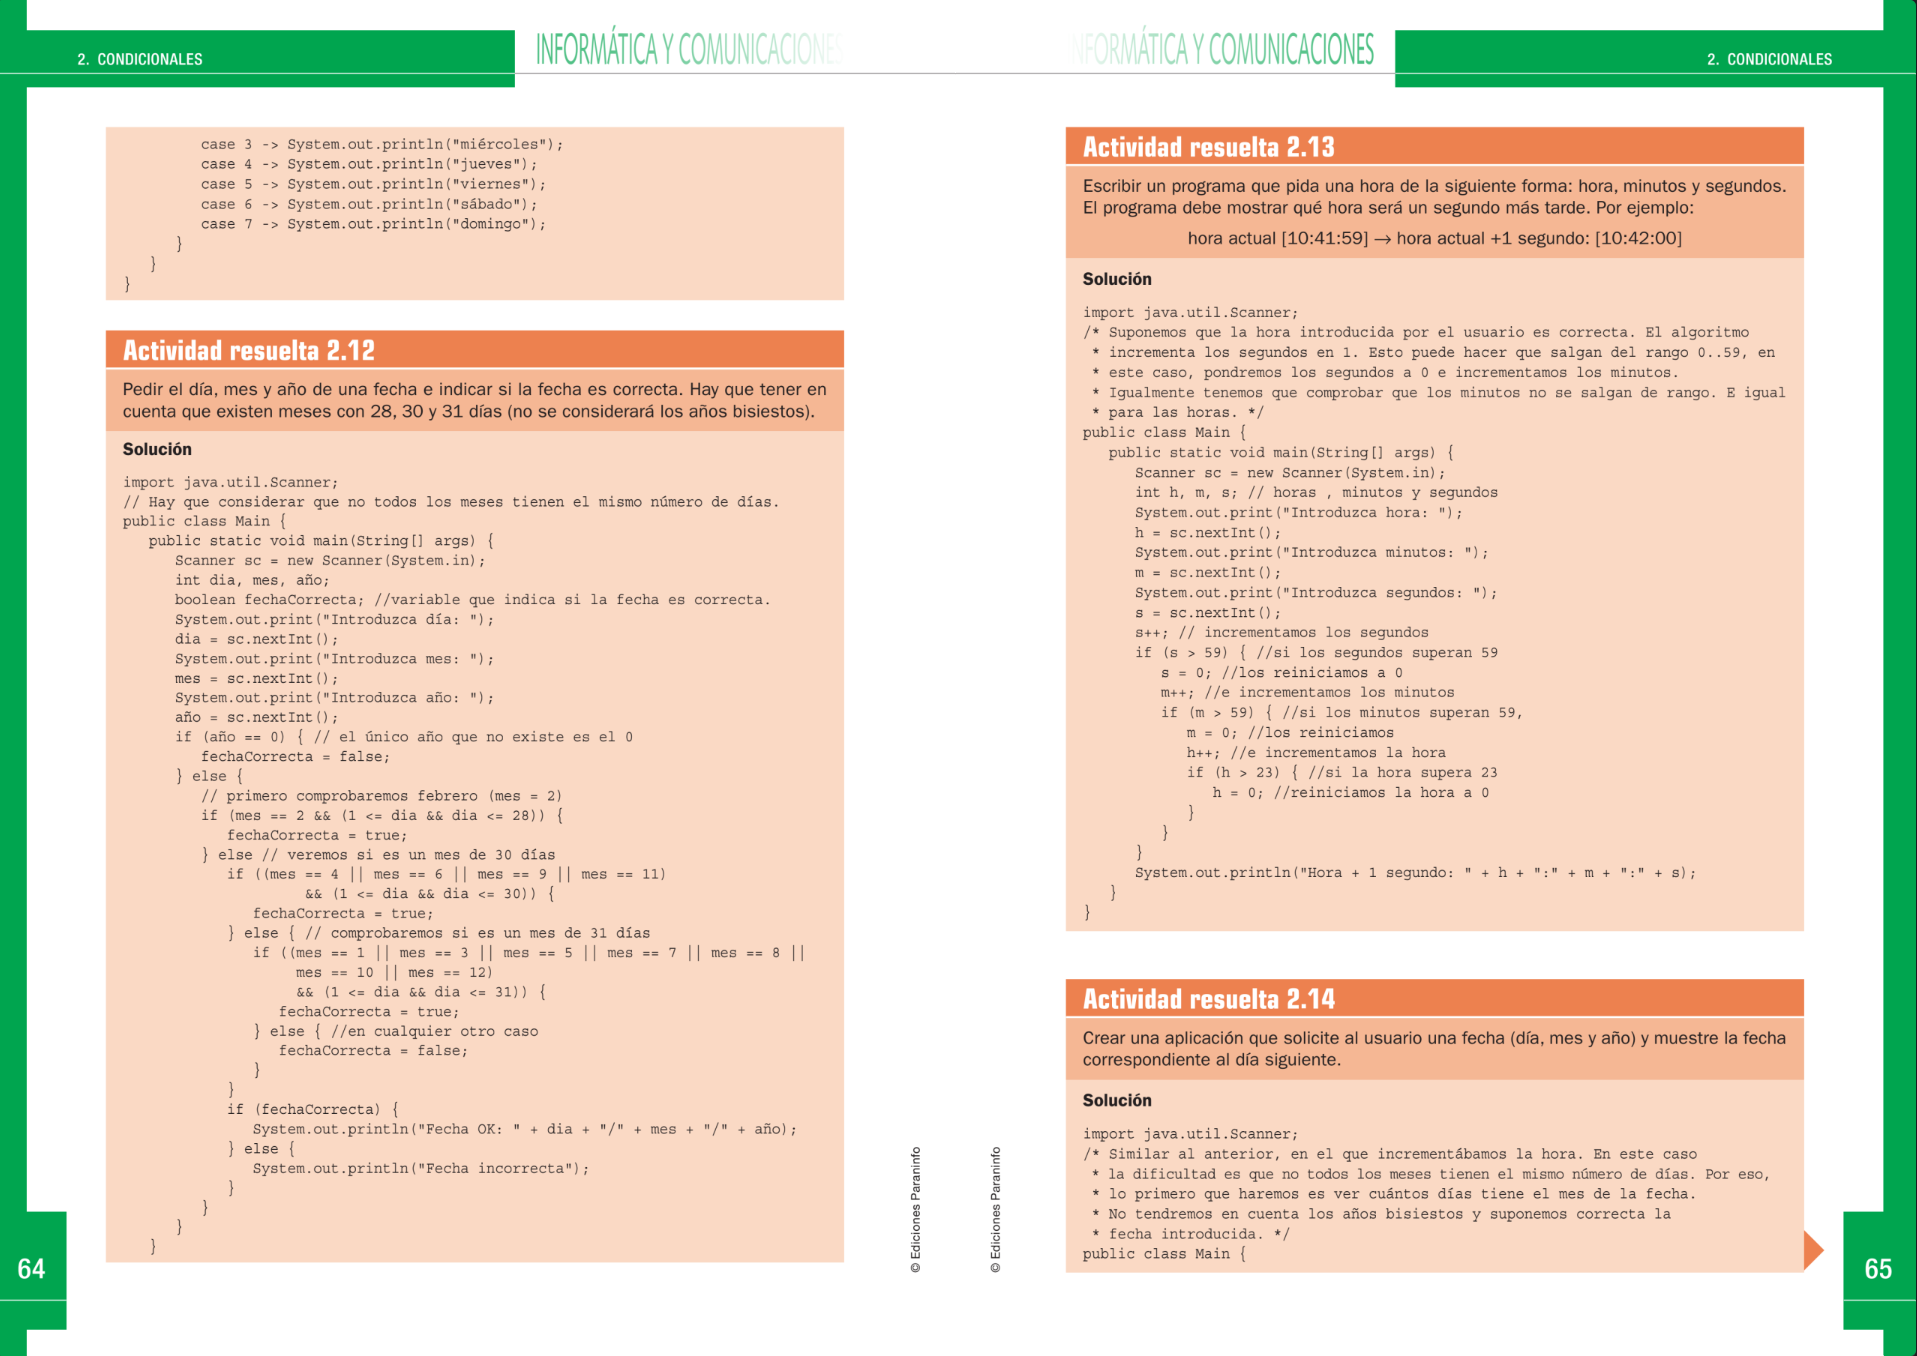 2. CONDICIONALES
INFORMÁTICA Y COMUNICACIONES
case 3 -> System.out.println("miércoles");
case 4 -> System.out.println("jueves");
case 5 -> System.out.println("viernes");
case 6 -> System.out.println("sábado");
case 7 -> System.out.println("domingo");
}
}
}
Actividad resuelta 2.12
Pedir el día, mes y año de una fecha e indicar si la fecha es correcta. Hay que tener en
cuenta que existen meses con 28, 30 y 31 días (no se considerará los años bisiestos).
Solución
import java.util.Scanner;
// Hay que considerar que no todos los meses tienen el mismo número de días.
public class Main {
public static void main(String[] args) {
Scanner sc = new Scanner(System.in);
int dia, mes, año;
boolean fechaCorrecta; //variable que indica si la fecha es correcta.
System.out.print("Introduzca día: ");
dia = sc.nextInt();
System.out.print("Introduzca mes: ");
mes = sc.nextInt();
System.out.print("Introduzca año: ");
año = sc.nextInt();
if (año == 0) { // el único año que no existe es el 0
fechaCorrecta = false;
} else {
// primero comprobaremos febrero (mes = 2)
if (mes == 2 && (1 <= dia && dia <= 28)) {
fechaCorrecta = true;
} else // veremos si es un mes de 30 días
if ((mes == 4 || mes == 6 || mes == 9 || mes == 11)
&& (1 <= dia && dia <= 30)) {
fechaCorrecta = true;
} else { // comprobaremos si es un mes de 31 días
if ((mes == 1 || mes == 3 || mes == 5 || mes == 7 || mes == 8 ||
mes == 10 || mes == 12)
&& (1 <= dia && dia <= 31)) {
fechaCorrecta = true;
} else { //en cualquier otro caso
fechaCorrecta = false;
}
}
if (fechaCorrecta) {
System.out.println("Fecha OK: " + dia + "/" + mes + "/" + año);
} else {
System.out.println("Fecha incorrecta");
}
}
}
}
© Ediciones Paraninfo
64
INFORMÁTICA Y COMUNICACIONES
2. CONDICIONALES
Actividad resuelta 2.13
Escribir un programa que pida una hora de la siguiente forma: hora, minutos y segundos.
El programa debe mostrar qué hora será un segundo más tarde. Por ejemplo:
hora actual [10:41:59] → hora actual +1 segundo: [10:42:00]
Solución
import java.util.Scanner;
/* Suponemos que la hora introducida por el usuario es correcta. El algoritmo
* incrementa los segundos en 1. Esto puede hacer que salgan del rango 0..59, en
* este caso, pondremos los segundos a 0 e incrementamos los minutos.
* Igualmente tenemos que comprobar que los minutos no se salgan de rango. E igual
* para las horas. */
public class Main {
public static void main(String[] args) {
Scanner sc = new Scanner(System.in);
int h, m, s; // horas , minutos y segundos
System.out.print("Introduzca hora: ");
h = sc.nextInt();
System.out.print("Introduzca minutos: ");
m = sc.nextInt();
System.out.print("Introduzca segundos: ");
s = sc.nextInt();
s++; // incrementamos los segundos
if (s > 59) { //si los segundos superan 59
s = 0; //los reiniciamos a 0
m++; //e incrementamos los minutos
if (m > 59) { //si los minutos superan 59,
m = 0; //los reiniciamos
h++; //e incrementamos la hora
if (h > 23) { //si la hora supera 23
h = 0; //reiniciamos la hora a 0
}
}
}
System.out.println("Hora + 1 segundo: " + h + ":" + m + ":" + s);
}
}
Actividad resuelta 2.14
Crear una aplicación que solicite al usuario una fecha (día, mes y año) y muestre la fecha
correspondiente al día siguiente.
Solución
import java.util.Scanner;
/* Similar al anterior, en el que incrementábamos la hora. En este caso
* la dificultad es que no todos los meses tienen el mismo número de días. Por eso,
* lo primero que haremos es ver cuántos días tiene el mes de la fecha.
* No tendremos en cuenta los años bisiestos y suponemos correcta la
* fecha introducida. */
public class Main {
© Ediciones Paraninfo
65